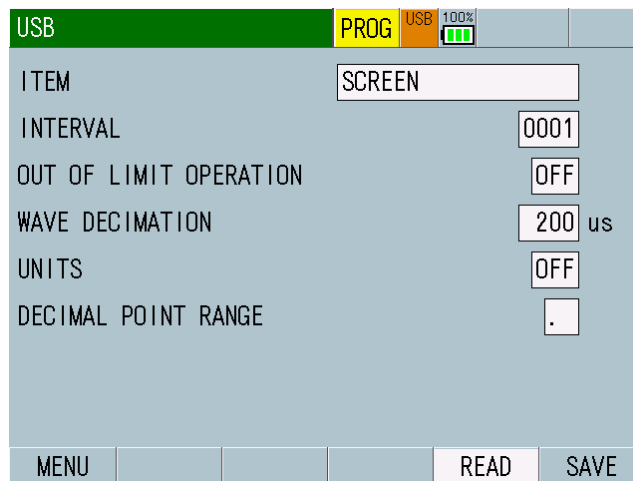 USB PROG USB 100%
ITEM SCREEN
INTERVAL 0001
OUT OF LIMIT OPERATION OFF
WAVE DECIMATION 200 us
UNITS OFF
DECIMAL POINT RANGE .
MENU READ SAVE